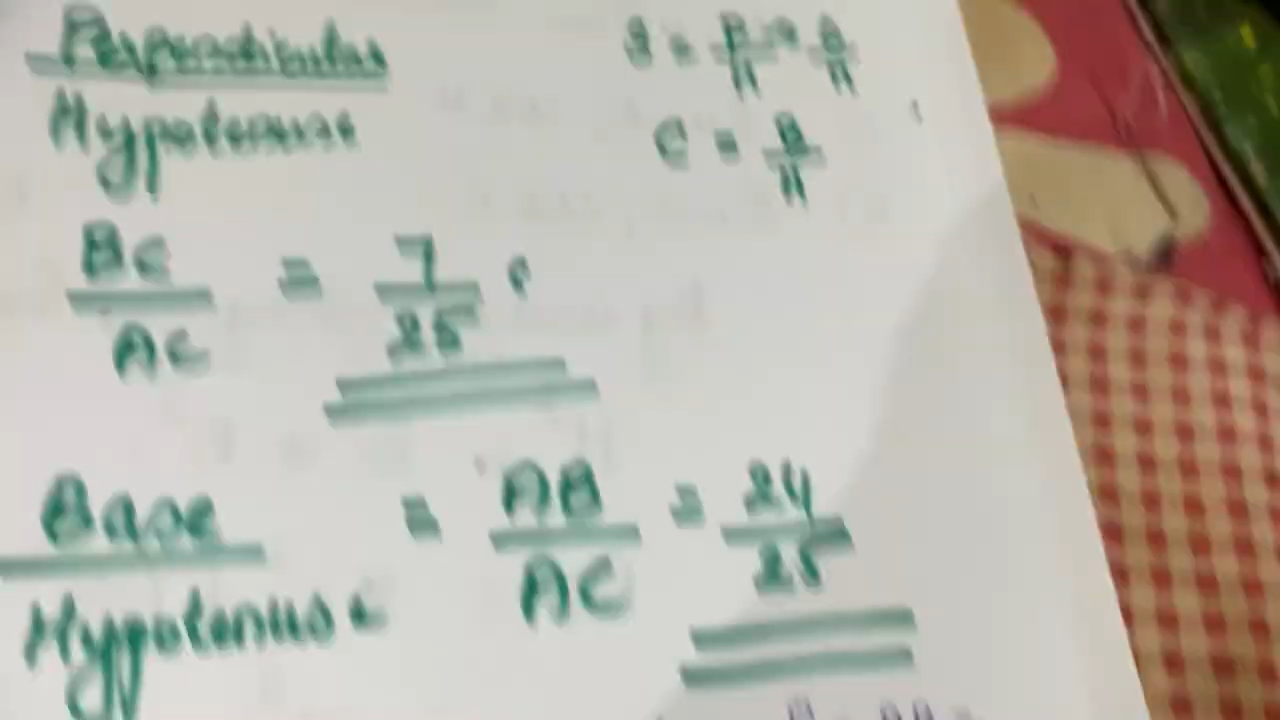 Perpendicular
Hypotenuse
C = B/H
BC/AC = 7/25
Base/Hypotenuse = AB/AC = 24/25